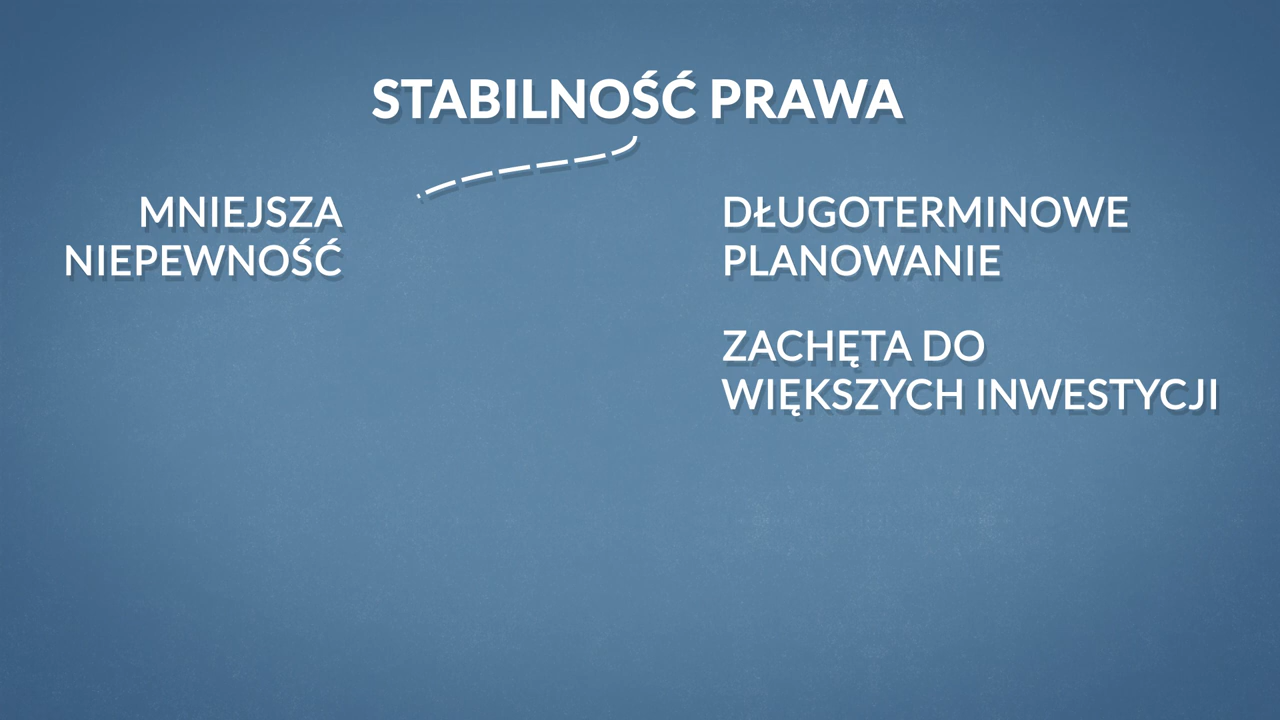 STABILNOŚĆ PRAWA
MNIEJSZA
NIEPEWNOŚĆ
DŁUGOTERMINOWE
PLANOWANIE
ZACHĘTA DO
WIĘKSZYCH INWESTYCJI